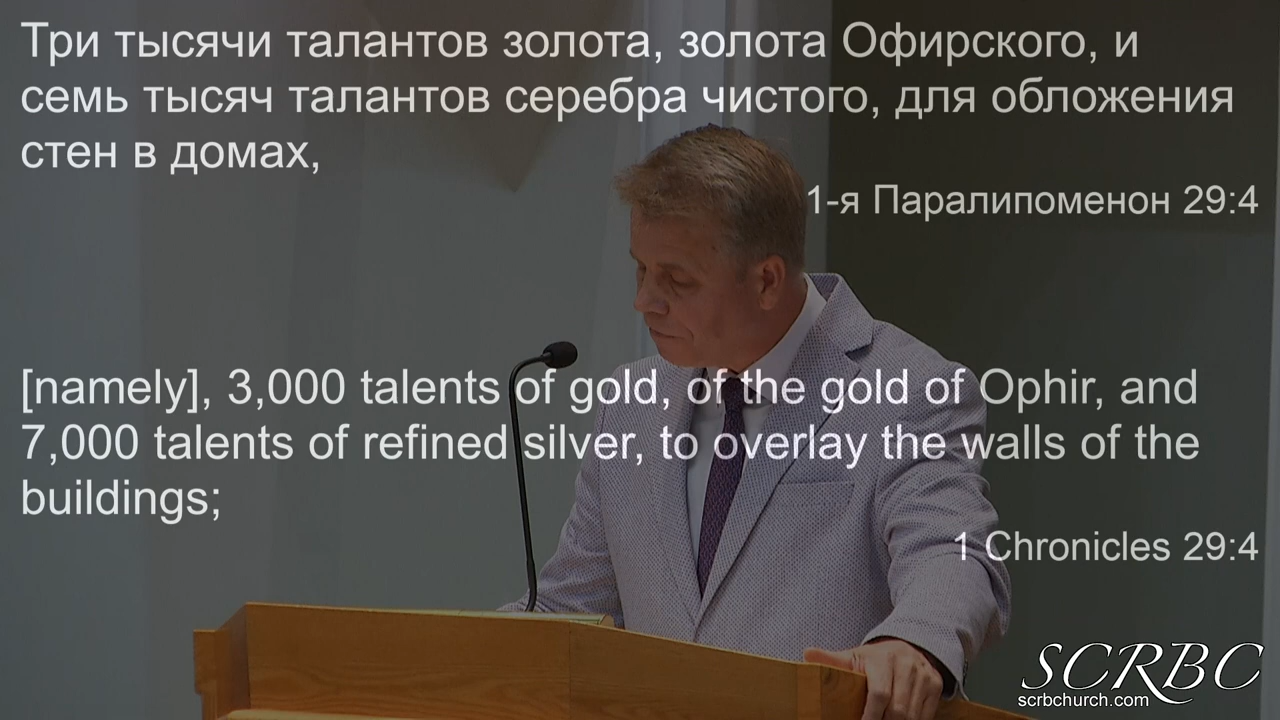 Три тысячи талантов золота, золота Офирского, и
семь тысяч талантов серебра чистого, для обложения
стен в домах,
1-я Паралипоменон 29:4
[namely], 3,000 talents of gold, of the gold of Ophir, and
7,000 talents of refined silver, to overlay the walls of the
buildings;
1 Chronicles 29:4
SCRBC
scrbchurch.com